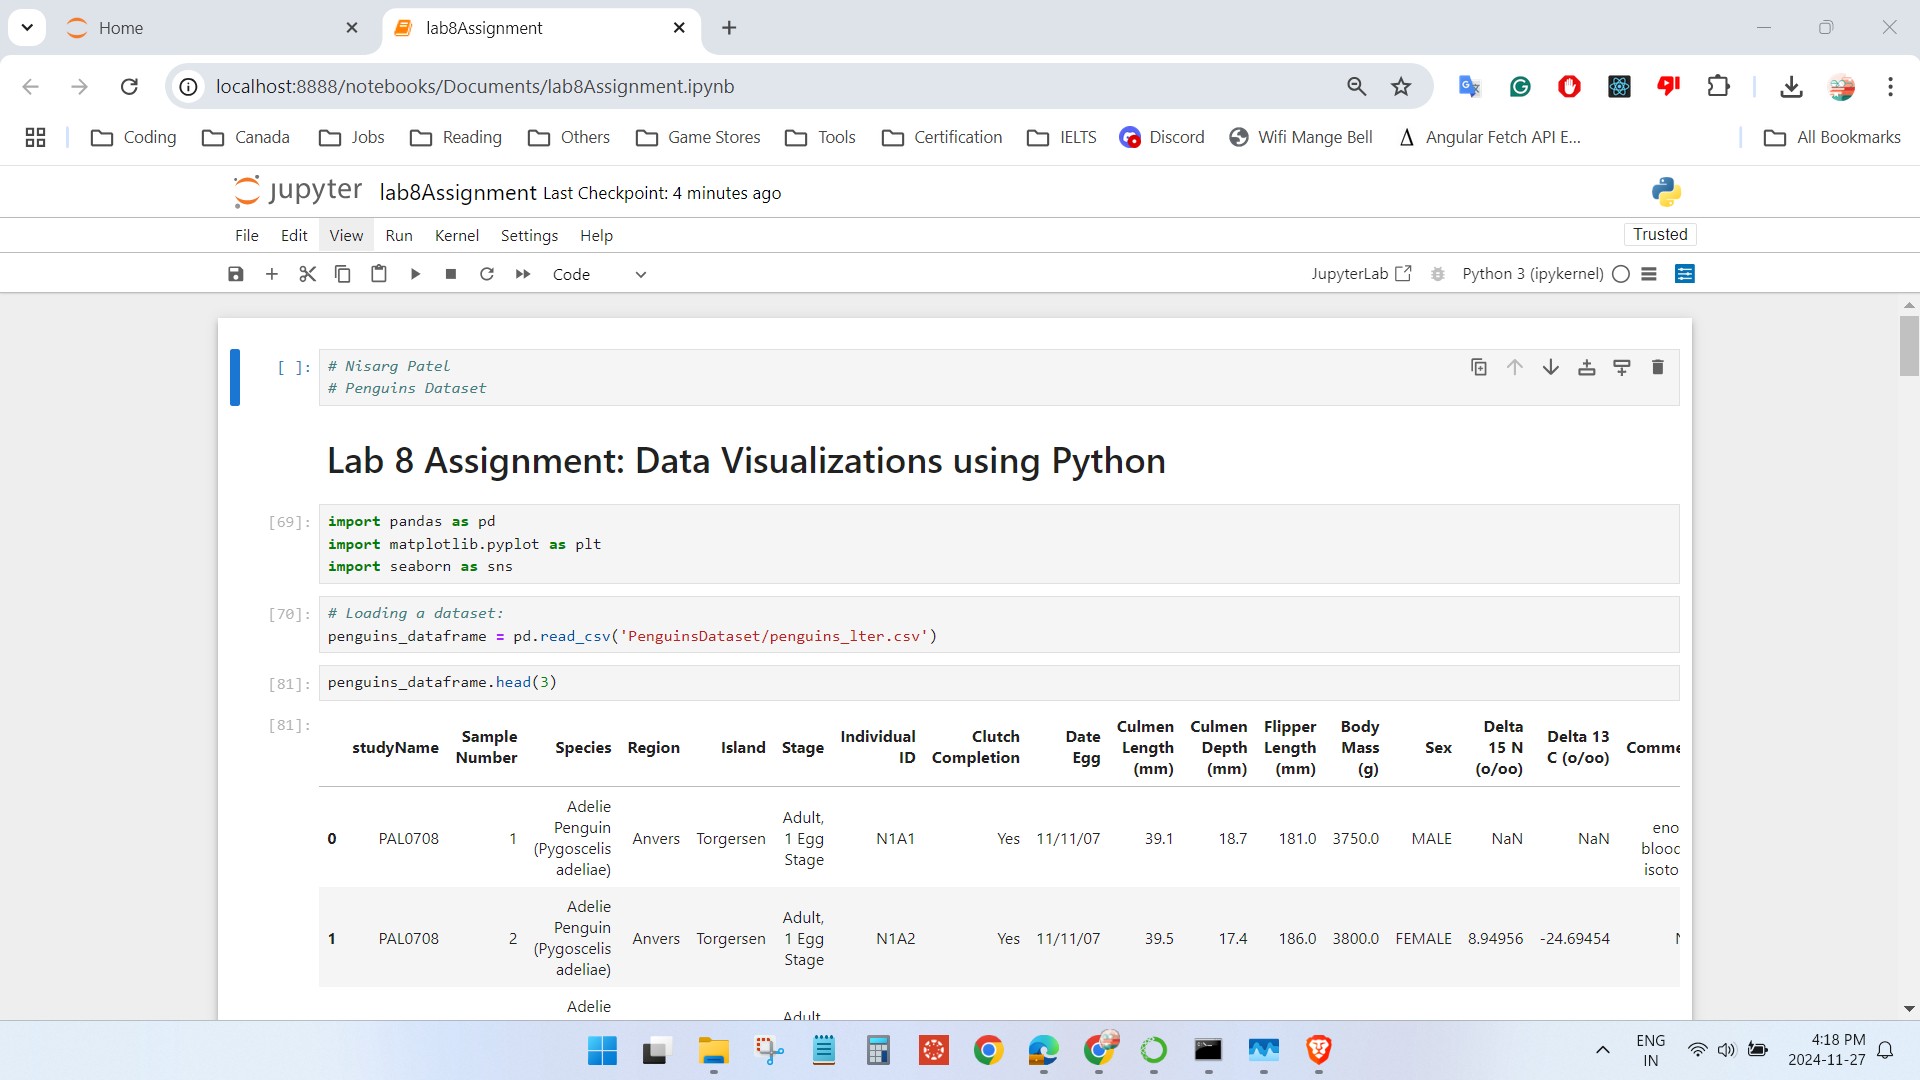 Home
lab8Assignment
localhost:8888/notebooks/Documents/lab8Assignment.ipynb
Coding Canada Jobs Reading Others Game Stores Tools Certification IELTS Discord Wifi Mange Bell Angular Fetch API E... All Bookmarks
jupyter lab8Assignment Last Checkpoint: 4 minutes ago
File Edit View Run Kernel Settings Help Trusted
Code JupyterLab Python 3 (ipykernel)
[ ]: # Nisarg Patel
# Penguins Dataset
Lab 8 Assignment: Data Visualizations using Python
[69]: import pandas as pd
import matplotlib.pyplot as plt
import seaborn as sns
[70]: # Loading a dataset:
penguins_dataframe = pd.read_csv('PenguinsDataset/penguins_lter.csv')
[81]: penguins_dataframe.head(3)
[81]:
studyName Sample Number Species Region Island Stage Individual ID Clutch Completion Date Egg Culmen Length (mm) Culmen Depth (mm) Flipper Length (mm) Body Mass (g) Sex Delta 15 N (o/oo) Delta 13 C (o/oo) Comme
0 PAL0708 1 Adelie Penguin (Pygoscelis adeliae) Anvers Torgersen Adult, 1 Egg Stage N1A1 Yes 11/11/07 39.1 18.7 181.0 3750.0 MALE NaN NaN eno blood isoto
1 PAL0708 2 Adelie Penguin (Pygoscelis adeliae) Anvers Torgersen Adult, 1 Egg Stage N1A2 Yes 11/11/07 39.5 17.4 186.0 3800.0 FEMALE 8.94956 -24.69454
Adelie Adult,
ENG
IN
4:18 PM
2024-11-27